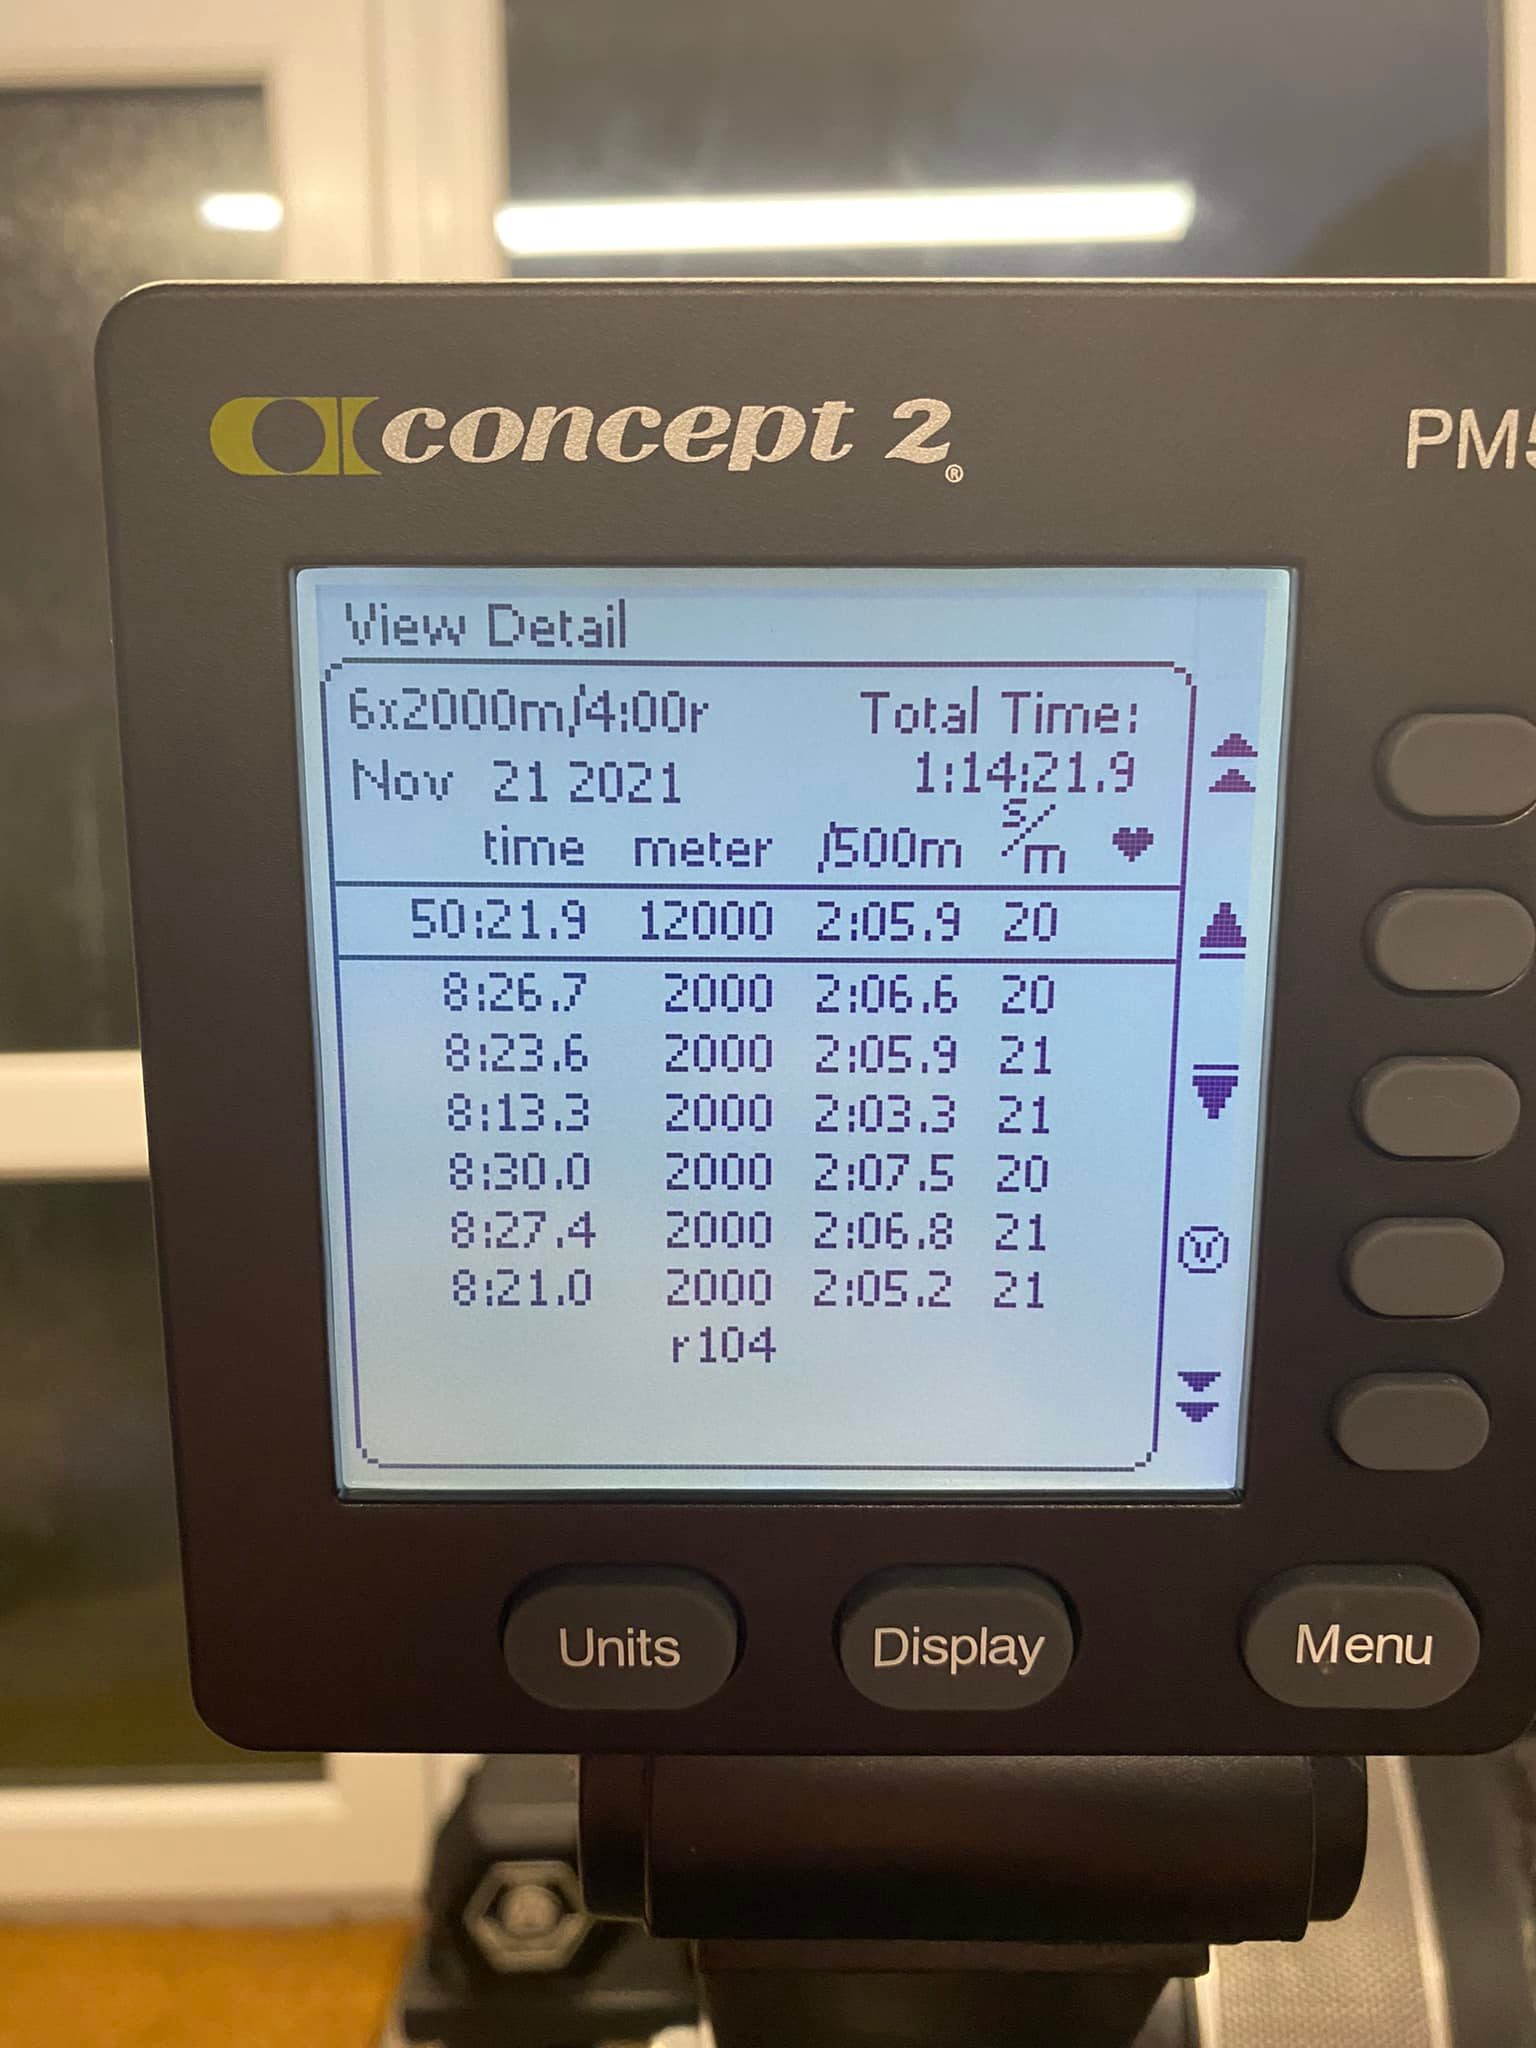 concept 2®
PM5
View Detail
6x2000m/4:00r Total Time:
Nov 21 2021 1:14:21.9
time meter /500m s/m ♥
50:21.9 12000 2:05.9 20
8:26.7 2000 2:06.6 20
8:23.6 2000 2:05.9 21
8:13.3 2000 2:03.3 21
8:30.0 2000 2:07.5 20
8:27.4 2000 2:06.8 21
8:21.0 2000 2:05.2 21
r104
Units Display Menu